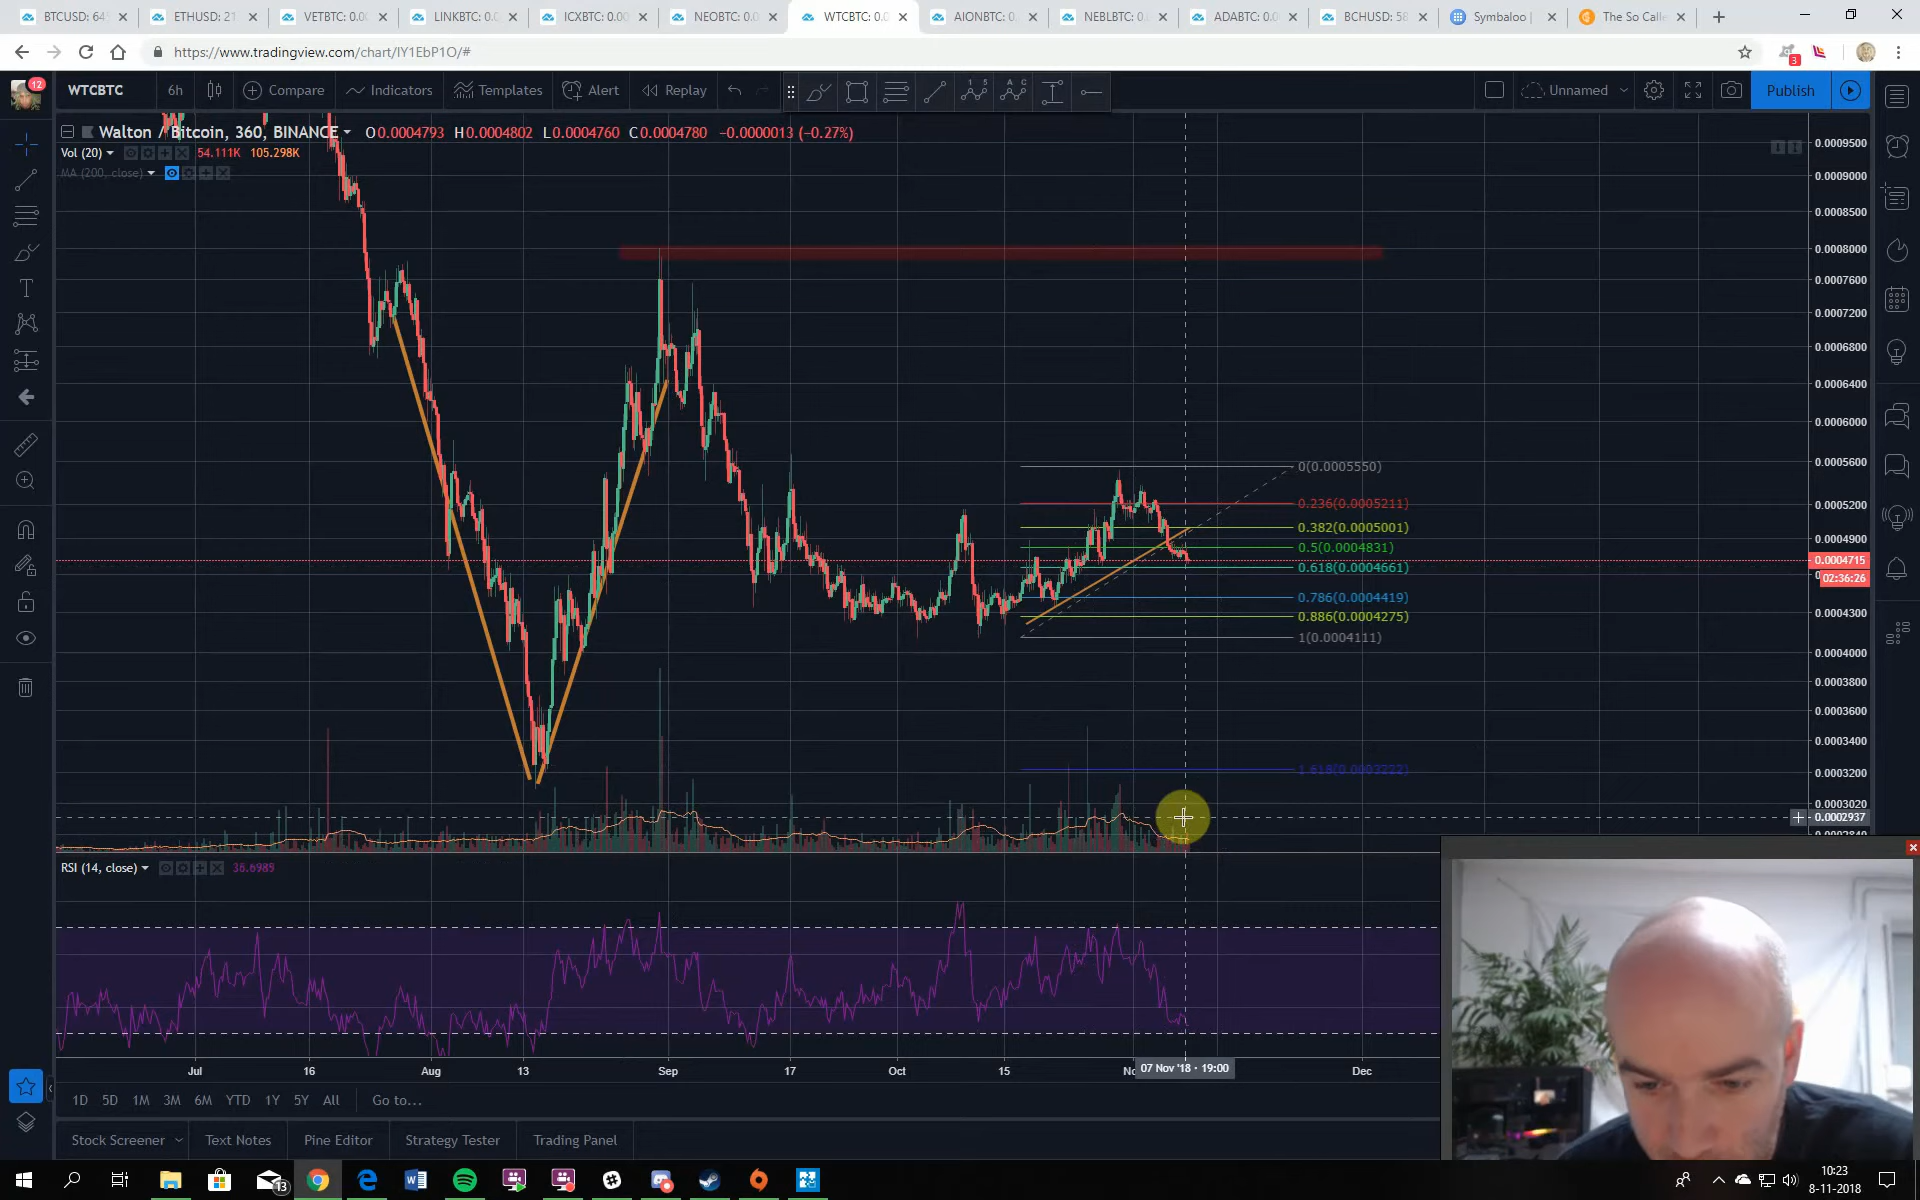 BTCUSD: 64
ETHUSD: 21
VETBTC: 0.0
LINKBTC: 0.
ICXBTC: 0.00
NEOBTC: 0.0
WTCBTC: 0.0
AIONBTC: 0.
NEBLBTC: 0.
ADABTC: 0.0
BCHUSD: 58
Symbaloo |
The So Calle
https://www.tradingview.com/chart/IY1EbP1O/#
3
12
WTCBTC
6h
Compare
Indicators
Templates
Alert
Replay
Unnamed
Publish
Walton / Bitcoin, 360, BINANCE
O0.0004793 H0.0004802 L0.0004760 C0.0004780 −0.0000013 (−0.27%)
Vol (20)
54.111K 105.298K
MA (200, close)
0.0009500
0.0009000
0.0008500
0.0008000
0.0007600
0.0007200
0.0006800
0.0006400
0.0006000
0.0005600
0.0005200
0.0004900
0.0004715
02:36:26
0.0004300
0.0004000
0.0003800
0.0003600
0.0003400
0.0003200
0.0003020
0.0002937
0(0.0005550)
0.236(0.0005211)
0.382(0.0005001)
0.5(0.0004831)
0.618(0.0004661)
0.786(0.0004419)
0.886(0.0004275)
1(0.0004111)
1.618(0.0003222)
RSI (14, close)
Jul
16
Aug
13
Sep
17
Oct
15
07 Nov '18 - 19:00
Dec
1D 5D 1M 3M 6M YTD 1Y 5Y All Go to...
Stock Screener
Text Notes
Pine Editor
Strategy Tester
Trading Panel
13
10:23
8-11-2018